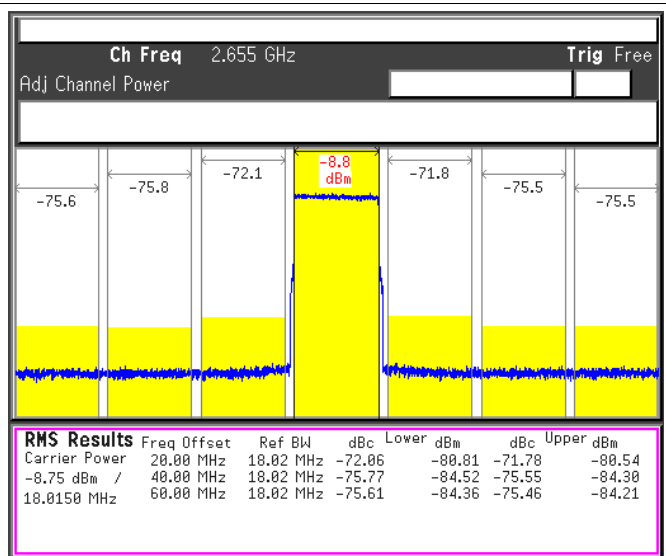 Ch Freq 2.655 GHz Trig Free
Adj Channel Power
-75.6 -75.8 -72.1 -8.8 dBm -71.8 -75.5 -75.5
RMS Results Freq Offset Ref BW dBc Lower dBm dBc Upper dBm
Carrier Power 20.00 MHz 18.02 MHz -72.06 -80.81 -71.78 -80.54
-8.75 dBm / 40.00 MHz 18.02 MHz -75.77 -84.52 -75.55 -84.30
18.0150 MHz 60.00 MHz 18.02 MHz -75.61 -84.36 -75.46 -84.21